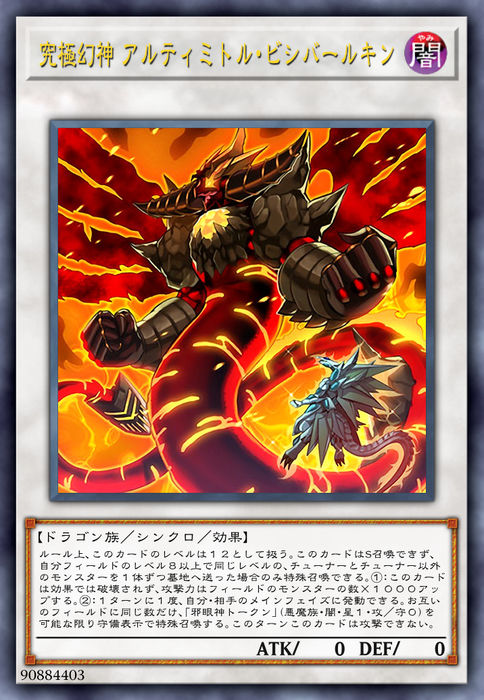 究極幻神 アルティミトル・ビシバールキン
やみ
闇
【ドラゴン族／シンクロ／効果】
ルール上、このカードのレベルは１２として扱う。このカードはS召喚できず、
自分フィールドのレベル８以上で同じレベルの、チューナーとチューナー以外
のモンスターを１体ずつ墓地へ送った場合のみ特殊召喚できる。①：このカード
は効果では破壊されず、攻撃力はフィールドのモンスターの数×１０００アッ
プする。②：１ターンに１度、自分・相手のメインフェイズに発動できる。お互い
のフィールドに同じ数だけ、「邪眼神トークン」（悪魔族・闇・星１・攻／守０）を
可能な限り守備表示で特殊召喚する。このターンこのカードは攻撃できない。
ATK/ 0 DEF/ 0
90884403